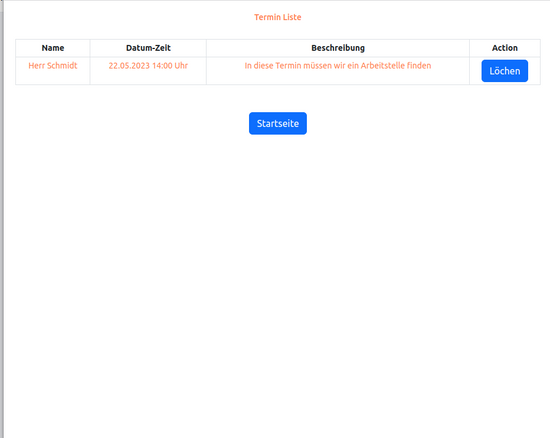 Termin Liste
Name Datum-Zeit Beschreibung Action
Herr Schmidt 22.05.2023 14:00 Uhr In diese Termin müssen wir ein Arbeitstelle finden Löchen
Startseite